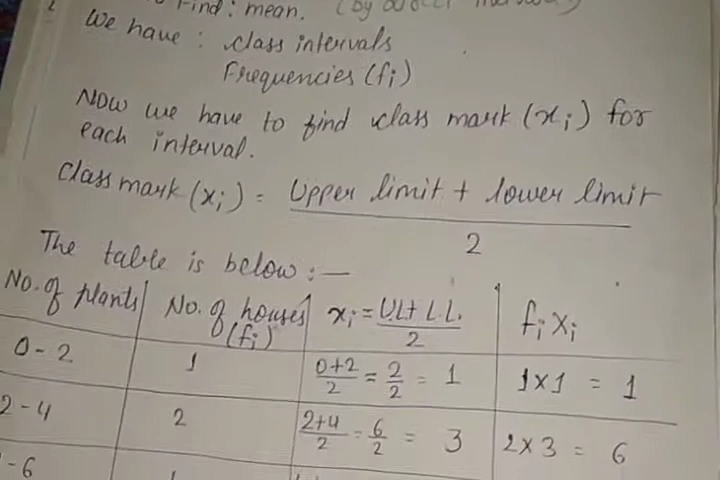 Find: mean. (by
We have: class intervals
Frequencies (fi)
Now we have to find class mark (xi) for
each interval.
Class mark (xi) = Upper limit + lower limit
2
The table is below:—
No. of plants No. of houses (fi) xi = UL+ L.L. / 2 fixi
0-2 1 0+2/2 = 2/2 = 1 1x1 = 1
2-4 2 2+4/2 = 6/2 = 3 2x3 = 6
-6